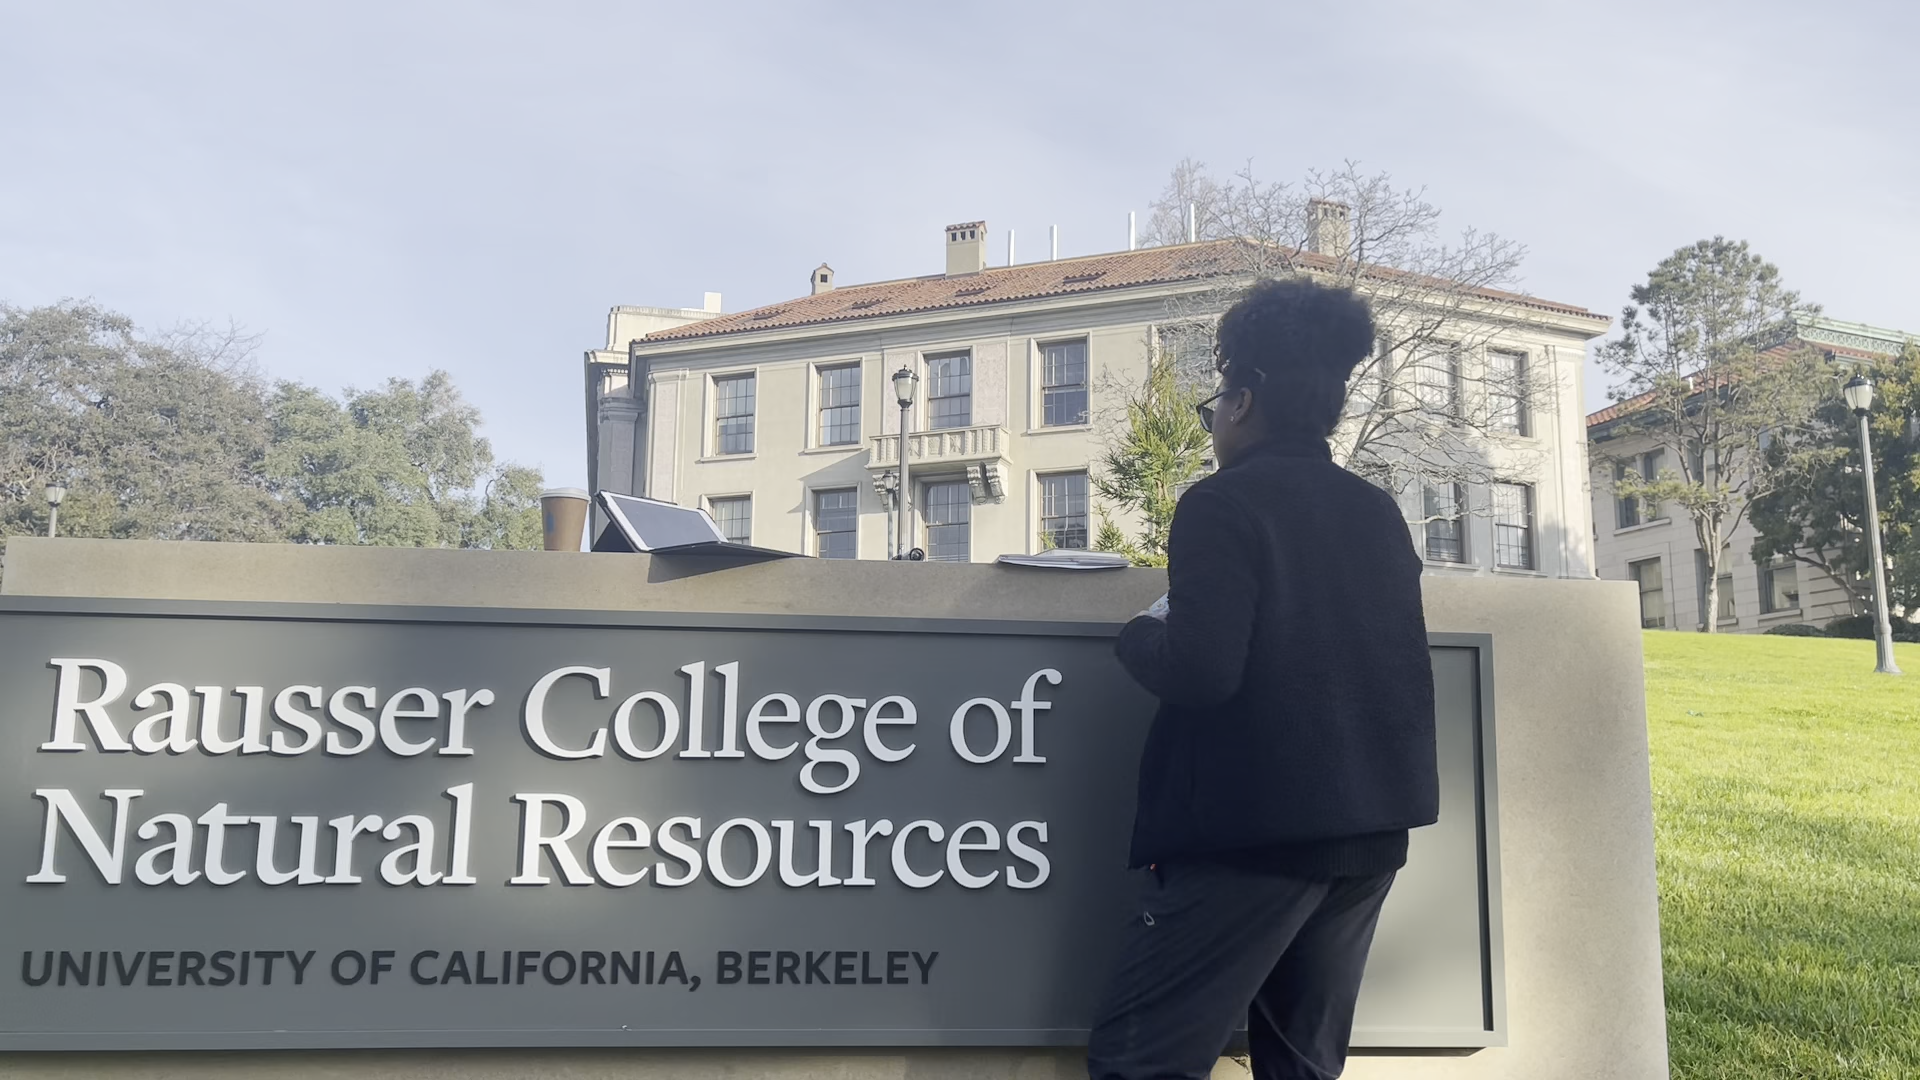 Rausser College of
Natural Resources
UNIVERSITY OF CALIFORNIA, BERKELEY